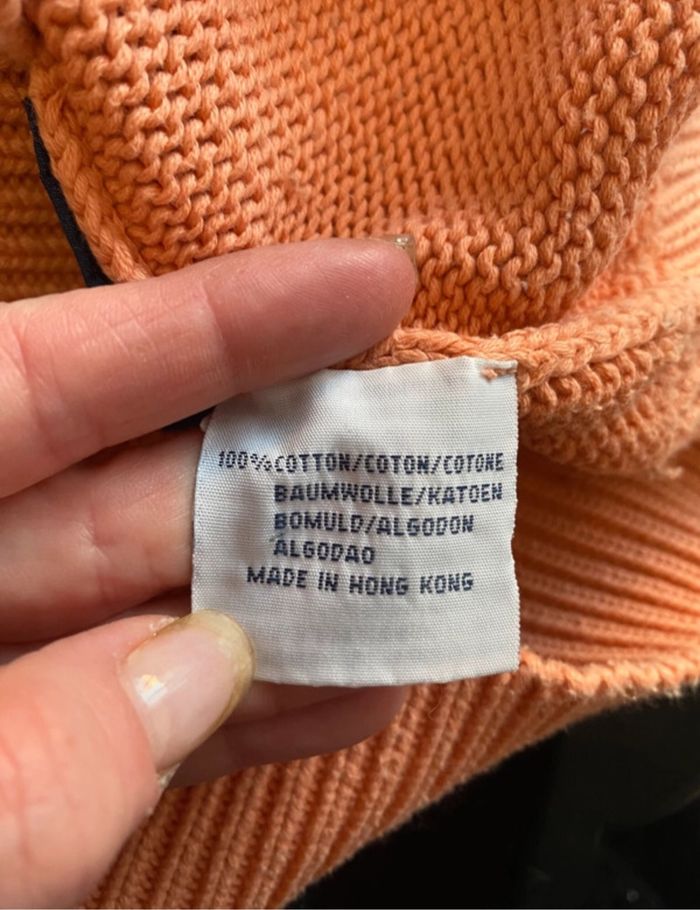 100%COTTON/COTON/COTONE
BAUMWOLLE/KATOEN
BOMULD/ALGODON
ALGODAO
MADE IN HONG KONG